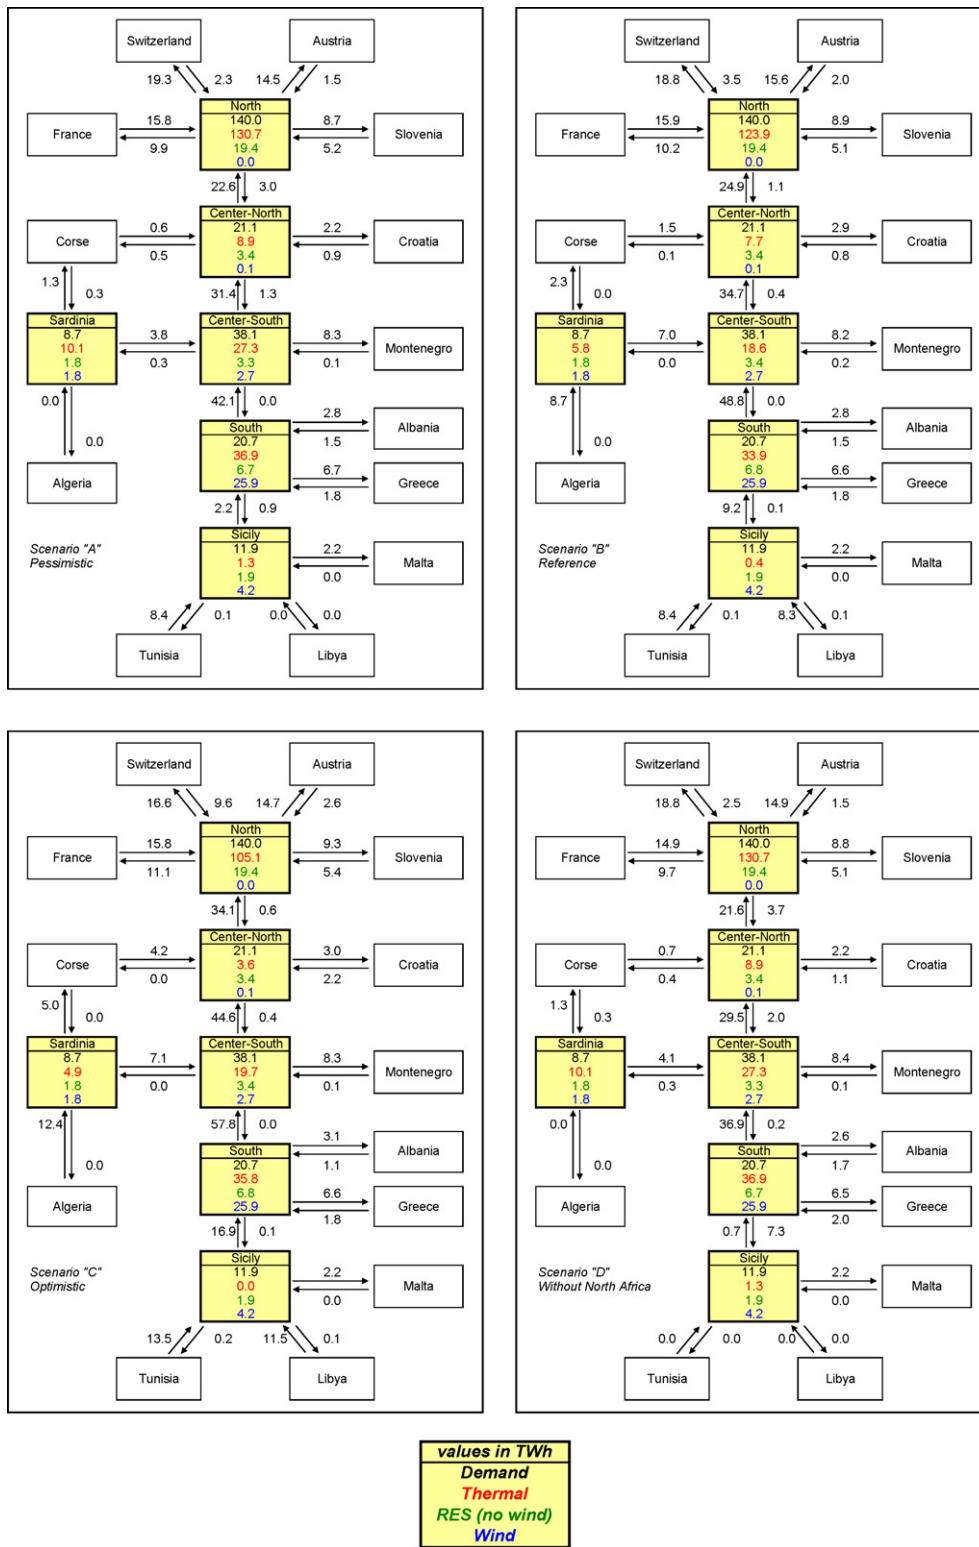 Switzerland Austria
19.3 2.3 14.5 1.5
North
France 15.8 140.0 8.7 Slovenia
9.9 130.7 5.2
19.4
0.0
22.6 3.0
Center-North
Corse 0.6 21.1 2.2 Croatia
0.5 8.9 0.9
3.4
0.1
1.3 0.3 31.4 1.3
Sardinia Center-South
8.7 3.8 38.1 8.3 Montenegro
10.1 0.3 27.3 0.1
1.8 3.3
1.8 2.7
0.0 42.1 0.0
2.8 Albania
South 1.5
0.0 20.7
Algeria 36.9 6.7 Greece
6.7 1.8
25.9
2.2 0.9
Sicily
Scenario "A" 11.9 2.2 Malta
Pessimistic 1.3 0.0
1.9
4.2
8.4 0.1 0.0 0.0
Tunisia Libya
Switzerland Austria
18.8 3.5 15.6 2.0
North
France 15.9 140.0 8.9 Slovenia
10.2 123.9 5.1
19.4
0.0
24.9 1.1
Center-North
Corse 1.5 21.1 2.9 Croatia
0.1 7.7 0.8
3.4
0.1
2.3 0.0 34.7 0.4
Sardinia Center-South
8.7 7.0 38.1 8.2 Montenegro
5.8 0.0 18.6 0.2
1.8 3.4
1.8 2.7
8.7 48.8 0.0
2.8 Albania
South 1.5
0.0 20.7
Algeria 33.9 6.6 Greece
6.8 1.8
25.9
9.2 0.1
Sicily
Scenario "B" 11.9 2.2 Malta
Reference 0.4 0.0
1.9
4.2
8.4 0.1 8.3 0.1
Tunisia Libya
Switzerland Austria
16.6 9.6 14.7 2.6
North
France 15.8 140.0 9.3 Slovenia
11.1 105.1 5.4
19.4
0.0
34.1 0.6
Center-North
Corse 4.2 21.1 3.0 Croatia
0.0 3.6 2.2
3.4
0.1
5.0 0.0 44.6 0.4
Sardinia Center-South
8.7 7.1 38.1 8.3 Montenegro
4.9 0.0 19.7 0.1
1.8 3.4
1.8 2.7
12.4 57.8 0.0
3.1 Albania
South 1.1
0.0 20.7
Algeria 35.8 6.6 Greece
6.8 1.8
25.9
16.9 0.1
Sicily
Scenario "C" 11.9 2.2 Malta
Optimistic 0.0 0.0
1.9
4.2
13.5 0.2 11.5 0.1
Tunisia Libya
Switzerland Austria
18.8 2.5 14.9 1.5
North
France 14.9 140.0 8.8 Slovenia
9.7 130.7 5.1
19.4
0.0
21.6 3.7
Center-North
Corse 0.7 21.1 2.2 Croatia
0.4 8.9 1.1
3.4
0.1
1.3 0.3 29.5 2.0
Sardinia Center-South
8.7 4.1 38.1 8.4 Montenegro
10.1 0.3 27.3 0.1
1.8 3.3
1.8 2.7
0.0 36.9 0.2
2.6 Albania
South 1.7
0.0 20.7
Algeria 36.9 6.5 Greece
6.7 2.0
25.9
0.7 7.3
Sicily
Scenario "D" 11.9 2.2 Malta
Without North Africa 1.3 0.0
1.9
4.2
0.0 0.0 0.0 0.0
Tunisia Libya
values in TWh
Demand
Thermal
RES (no wind)
Wind